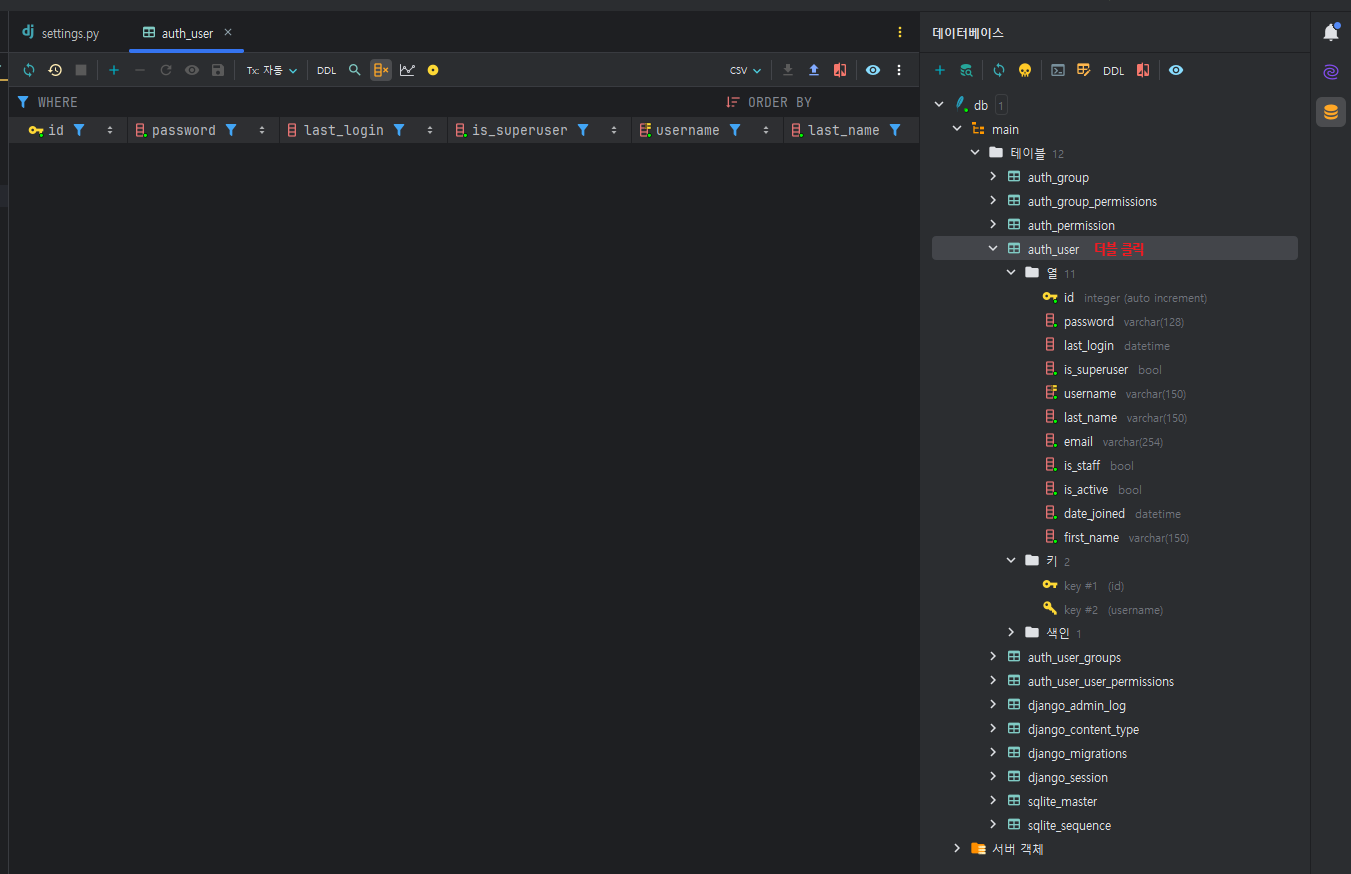 settings.py
auth_user
Tx: 자동
DDL
CSV
WHERE
ORDER BY
id
password
last_login
is_superuser
username
last_name
데이터베이스
DDL
db 1
main
테이블 12
auth_group
auth_group_permissions
auth_permission
auth_user 더블 클릭
열 11
id integer (auto increment)
password varchar(128)
last_login datetime
is_superuser bool
username varchar(150)
last_name varchar(150)
email varchar(254)
is_staff bool
is_active bool
date_joined datetime
first_name varchar(150)
키 2
key #1 (id)
key #2 (username)
색인 1
auth_user_groups
auth_user_user_permissions
django_admin_log
django_content_type
django_migrations
django_session
sqlite_master
sqlite_sequence
서버 객체